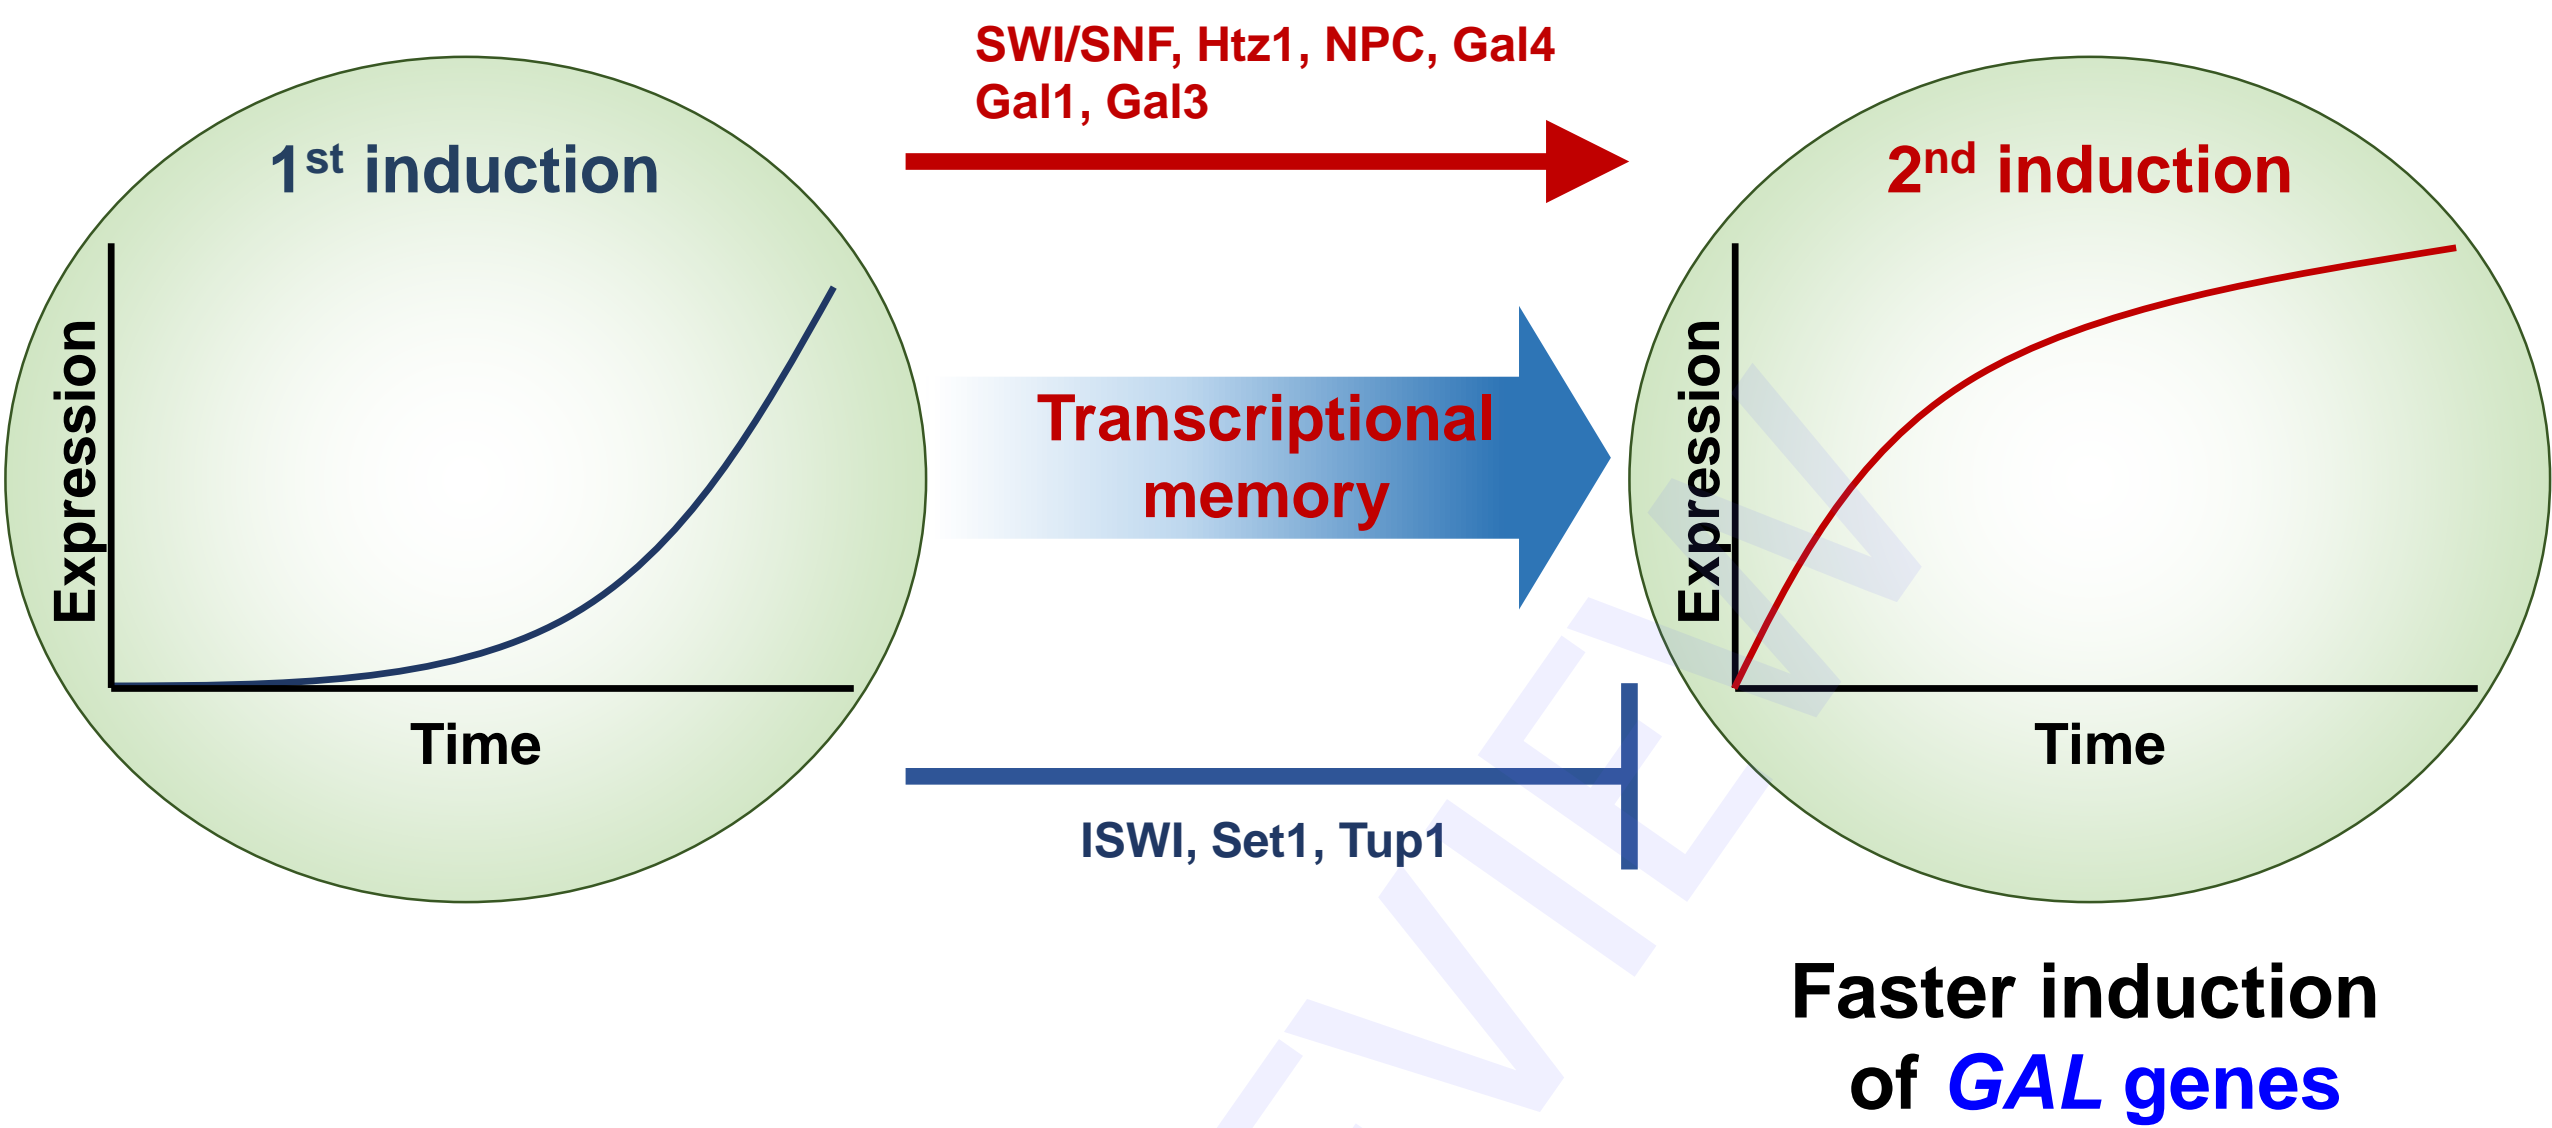 SWI/SNF, Htz1, NPC, Gal4
Gal1, Gal3
1st induction
Expression
Time
Transcriptional
memory
ISWI, Set1, Tup1
2nd induction
Expression
Time
Faster induction
of GAL genes
EVIEW